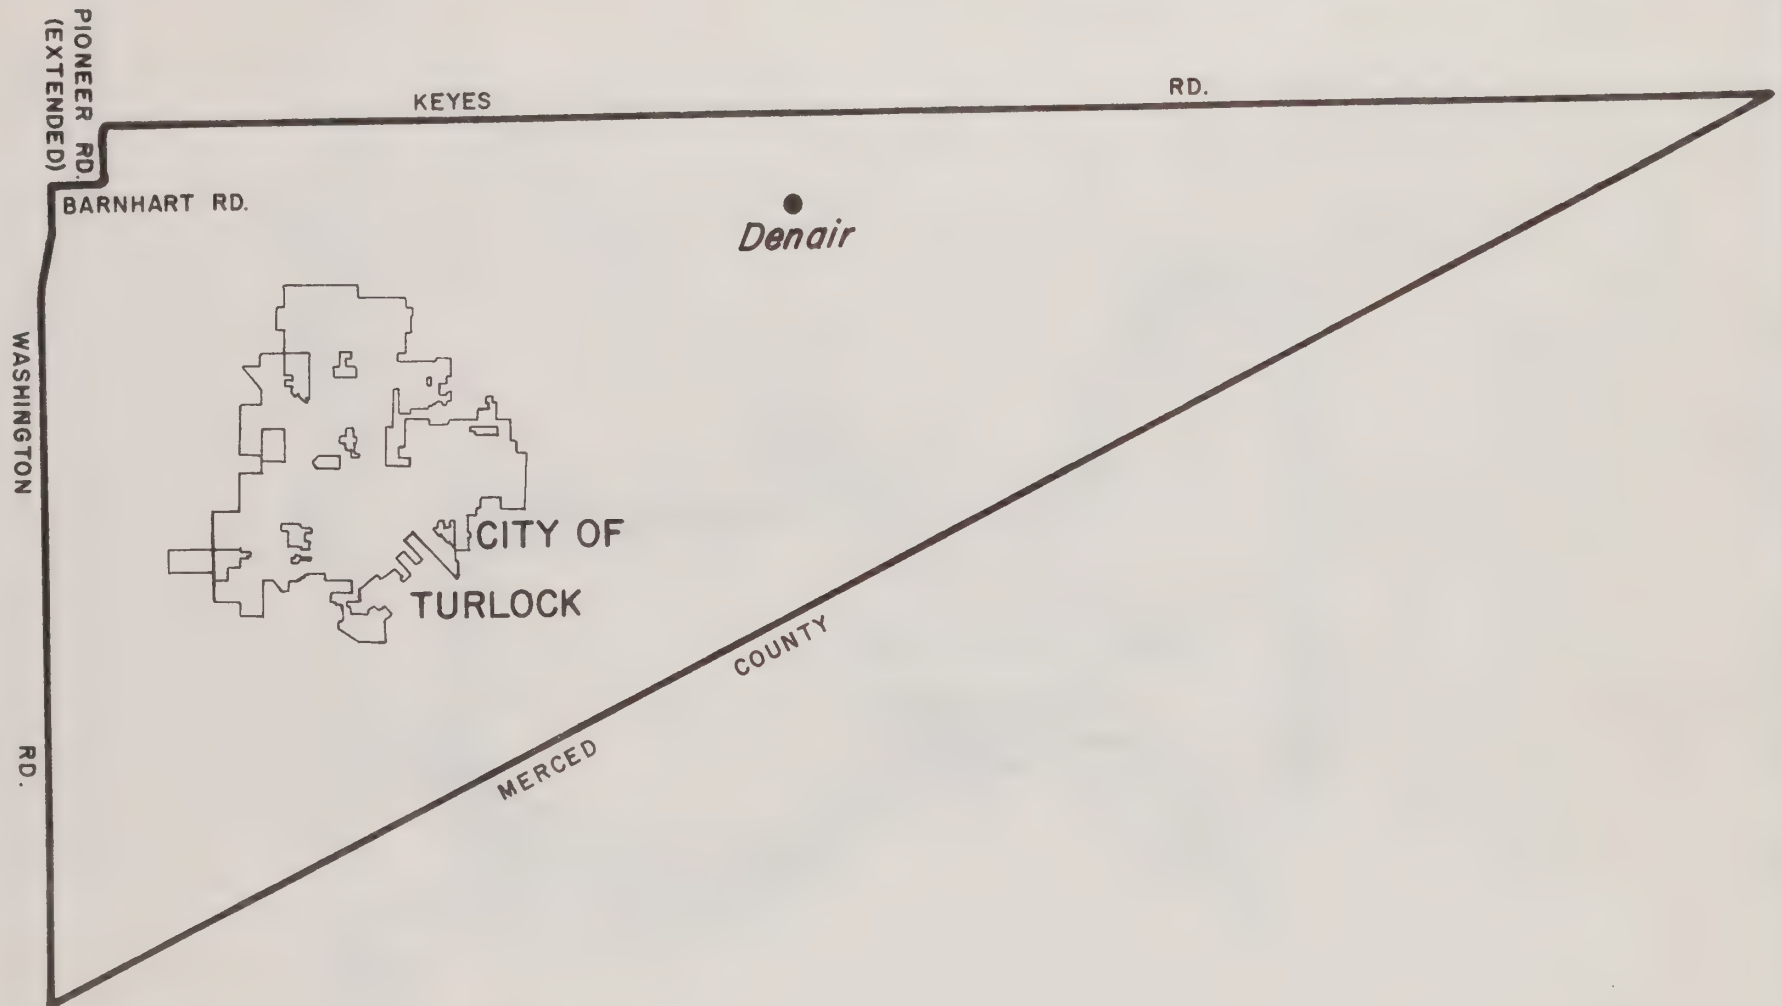 PIONEER RD.
(EXTENDED)
KEYES RD.
BARNHART RD.
Denair
WASHINGTON RD.
CITY OF
TURLOCK
MERCED COUNTY